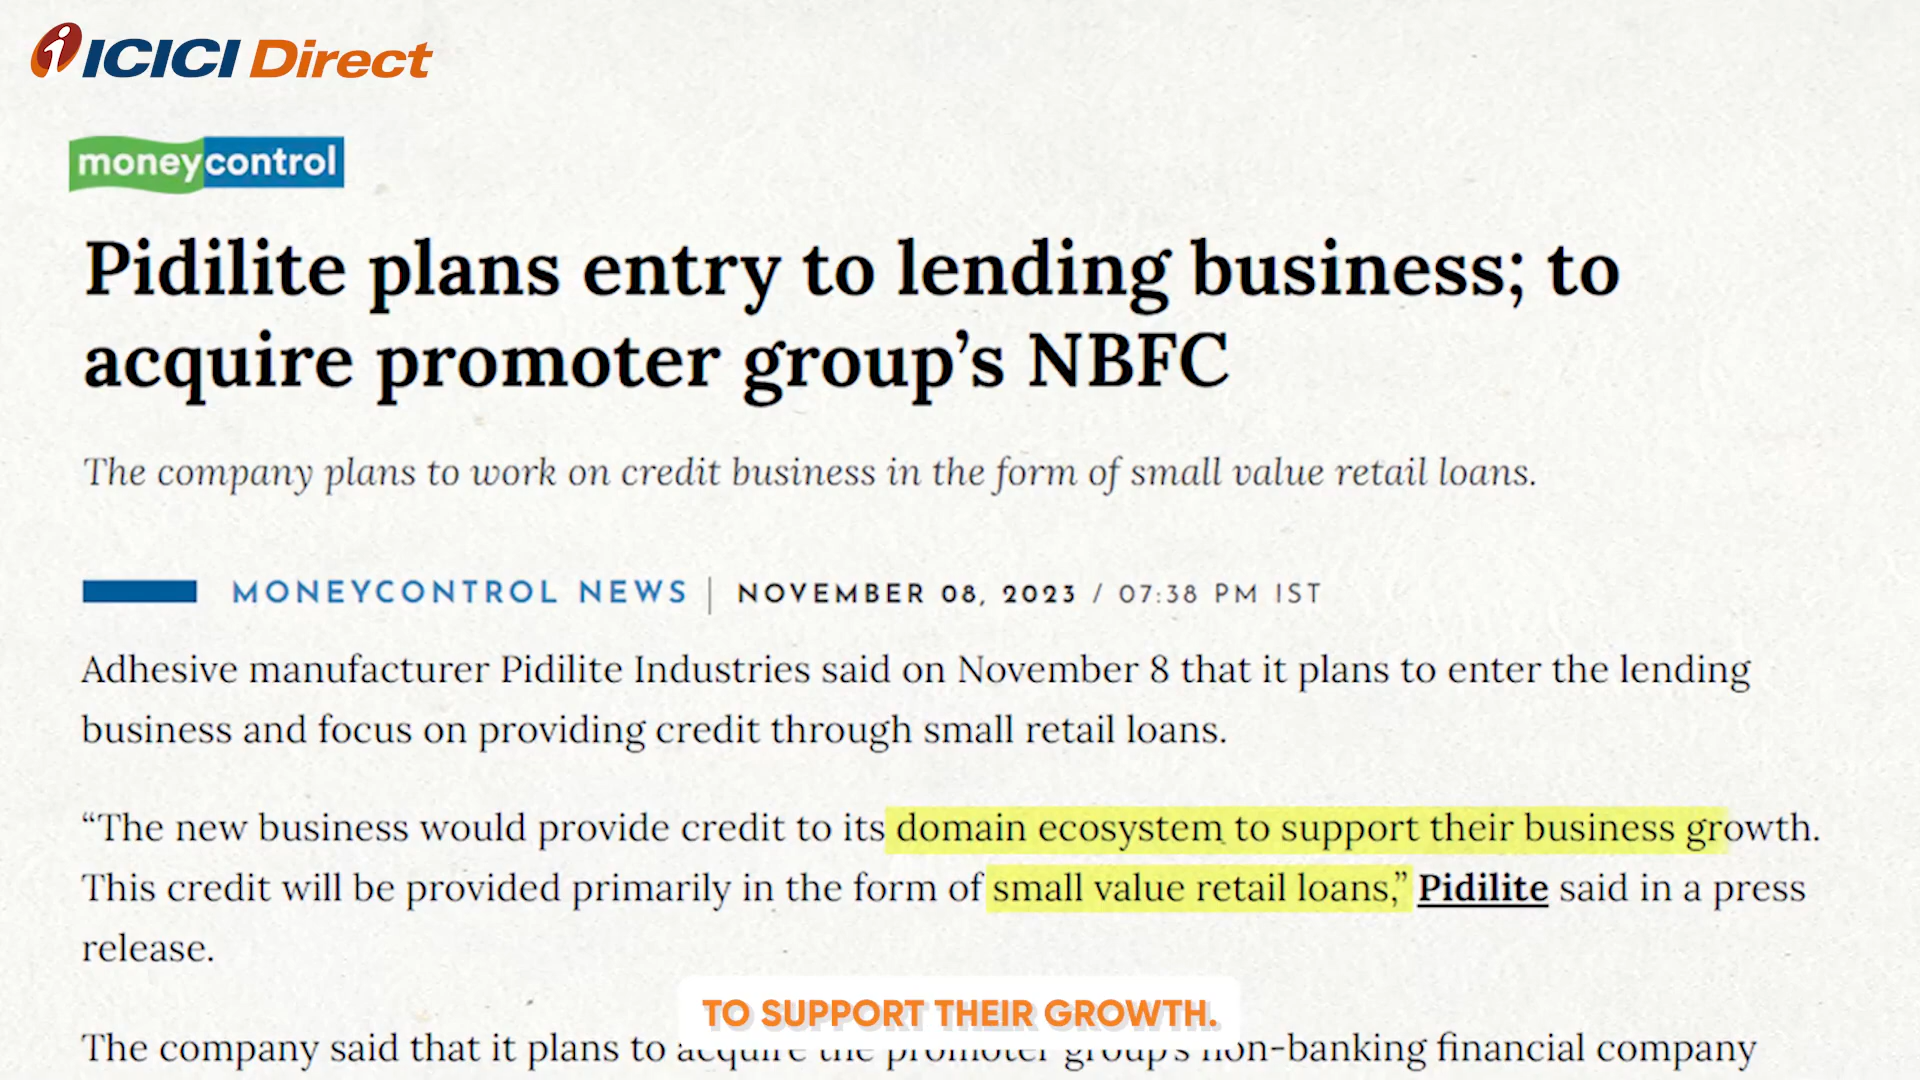 ICICI Direct
moneycontrol
Pidilite plans entry to lending business; to
acquire promoter group’s NBFC
The company plans to work on credit business in the form of small value retail loans.
MONEYCONTROL NEWS | NOVEMBER 08, 2023 / 07:38 PM IST
Adhesive manufacturer Pidilite Industries said on November 8 that it plans to enter the lending
business and focus on providing credit through small retail loans.
“The new business would provide credit to its domain ecosystem to support their business growth.
This credit will be provided primarily in the form of small value retail loans,” Pidilite said in a press
release.
TO SUPPORT THEIR GROWTH.
The company said that it plans to acquire the promoter group's non-banking financial company